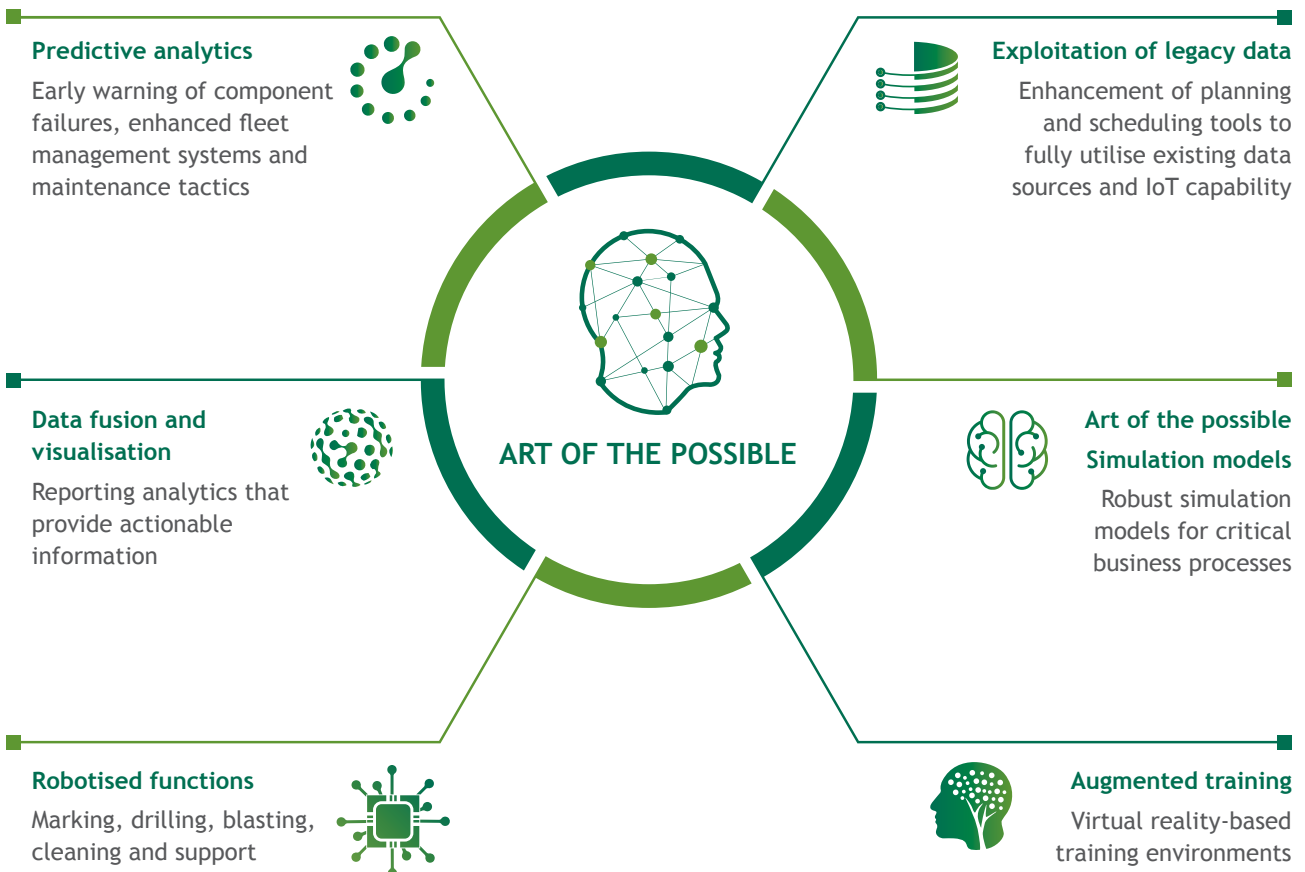 Predictive analytics
Early warning of component
failures, enhanced fleet
management systems and
maintenance tactics
Exploitation of legacy data
Enhancement of planning
and scheduling tools to
fully utilise existing data
sources and IoT capability
ART OF THE POSSIBLE
Data fusion and
visualisation
Reporting analytics that
provide actionable
information
Art of the possible
Simulation models
Robust simulation
models for critical
business processes
Robotised functions
Marking, drilling, blasting,
cleaning and support
Augmented training
Virtual reality-based
training environments